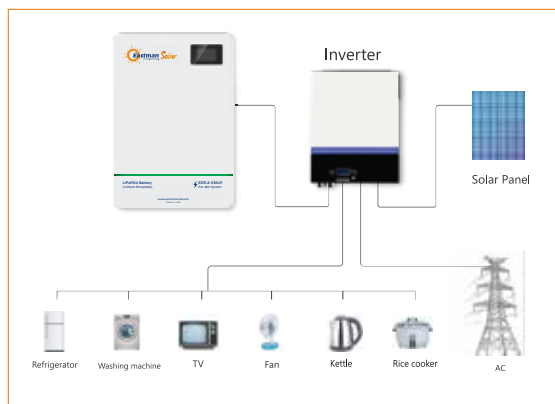 Eastman Solar
Inverter
LiFePO4 Battery
Solar Panel
Refrigerator
Washing machine
TV
Fan
Kettle
Rice cooker
AC